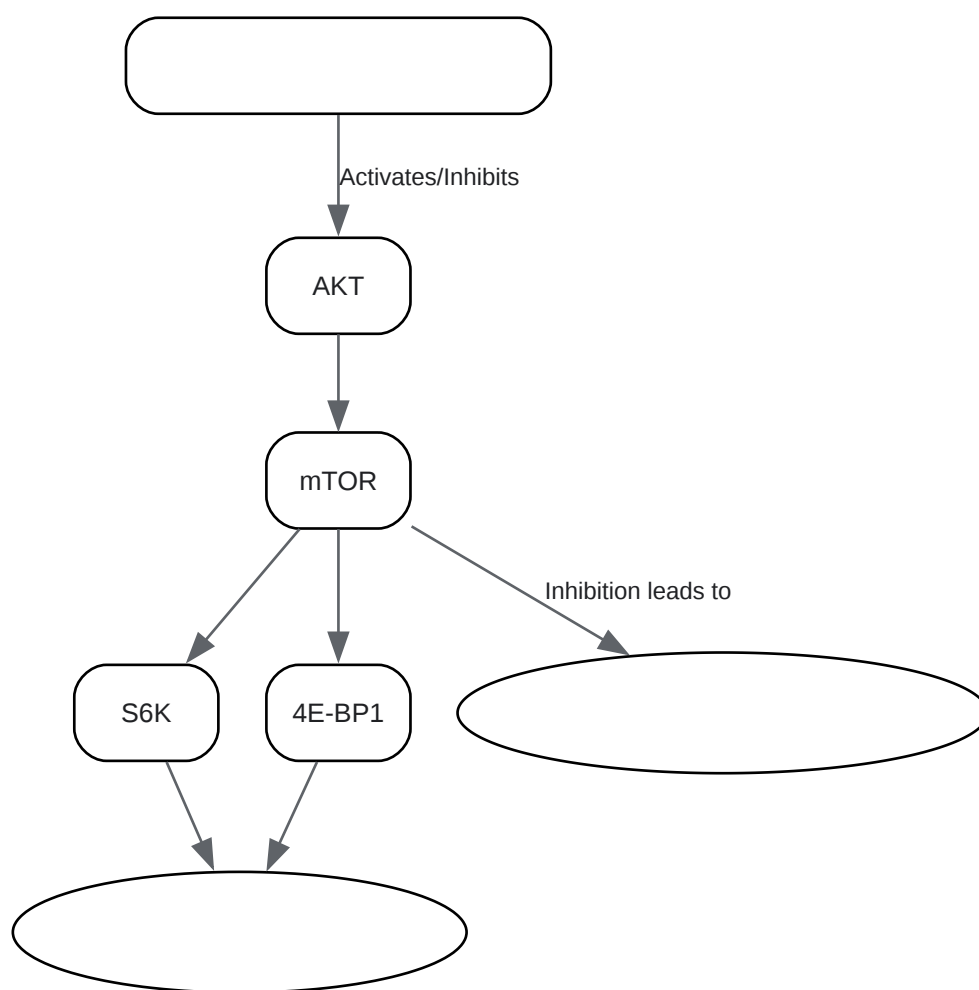 Activates/Inhibits
AKT
mTOR
Inhibition leads to
S6K
4E-BP1